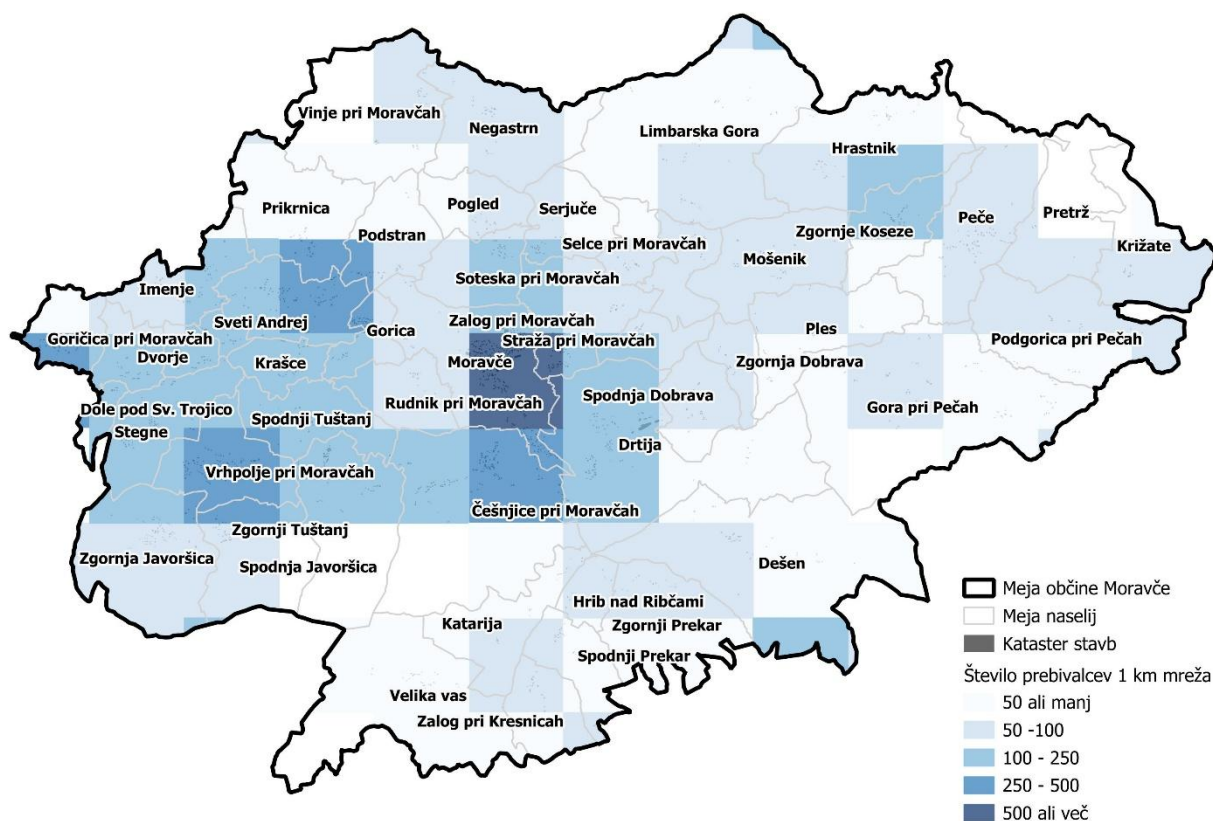 Vinje pri Moravčah
Negastrn
Limbarska Gora
Hrastnik
Prikrnica
Pogled
Serjuče
Peče
Pretrž
Podstran
Selce pri Moravčah
Zgornje Koseze
Križate
Mošenik
Imenje
Soteska pri Moravčah
Sveti Andrej
Gorica
Zalog pri Moravčah
Ples
Goričica pri Moravčah
Straža pri Moravčah
Podgorica pri Pečah
Dvorje
Krašce
Moravče
Zgornja Dobrava
Spodnja Dobrava
Rudnik pri Moravčah
Gora pri Pečah
Dole pod Sv. Trojico
Spodnji Tuštanj
Stegne
Drtija
Vrhpolje pri Moravčah
Češnjice pri Moravčah
Zgornji Tuštanj
Zgornja Javoršica
Spodnja Javoršica
Dešen
Hrib nad Ribčami
Katarija
Zgornji Prekar
Spodnji Prekar
Velika vas
Zalog pri Kresnicah
Meja občine Moravče
Meja naselij
Kataster stavb
Število prebivalcev 1 km mreža
50 ali manj
50 -100
100 - 250
250 - 500
500 ali več